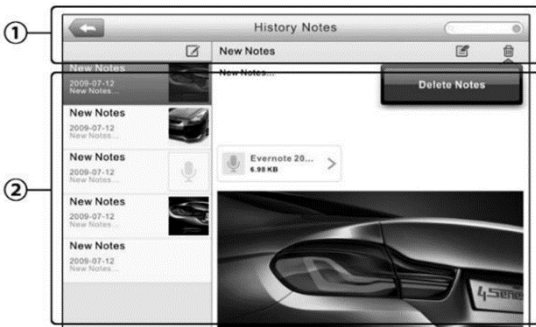 ①
History Notes
New Notes
New Notes
2009-07-12
New Notes...
New Notes...
Delete Notes
New Notes
2009-07-12
New Notes...
New Notes
2009-07-12
New Notes...
Evernote 20...
6.98 KB
②
New Notes
2009-07-12
New Notes...
New Notes
2009-07-12
New Notes...
4Serie